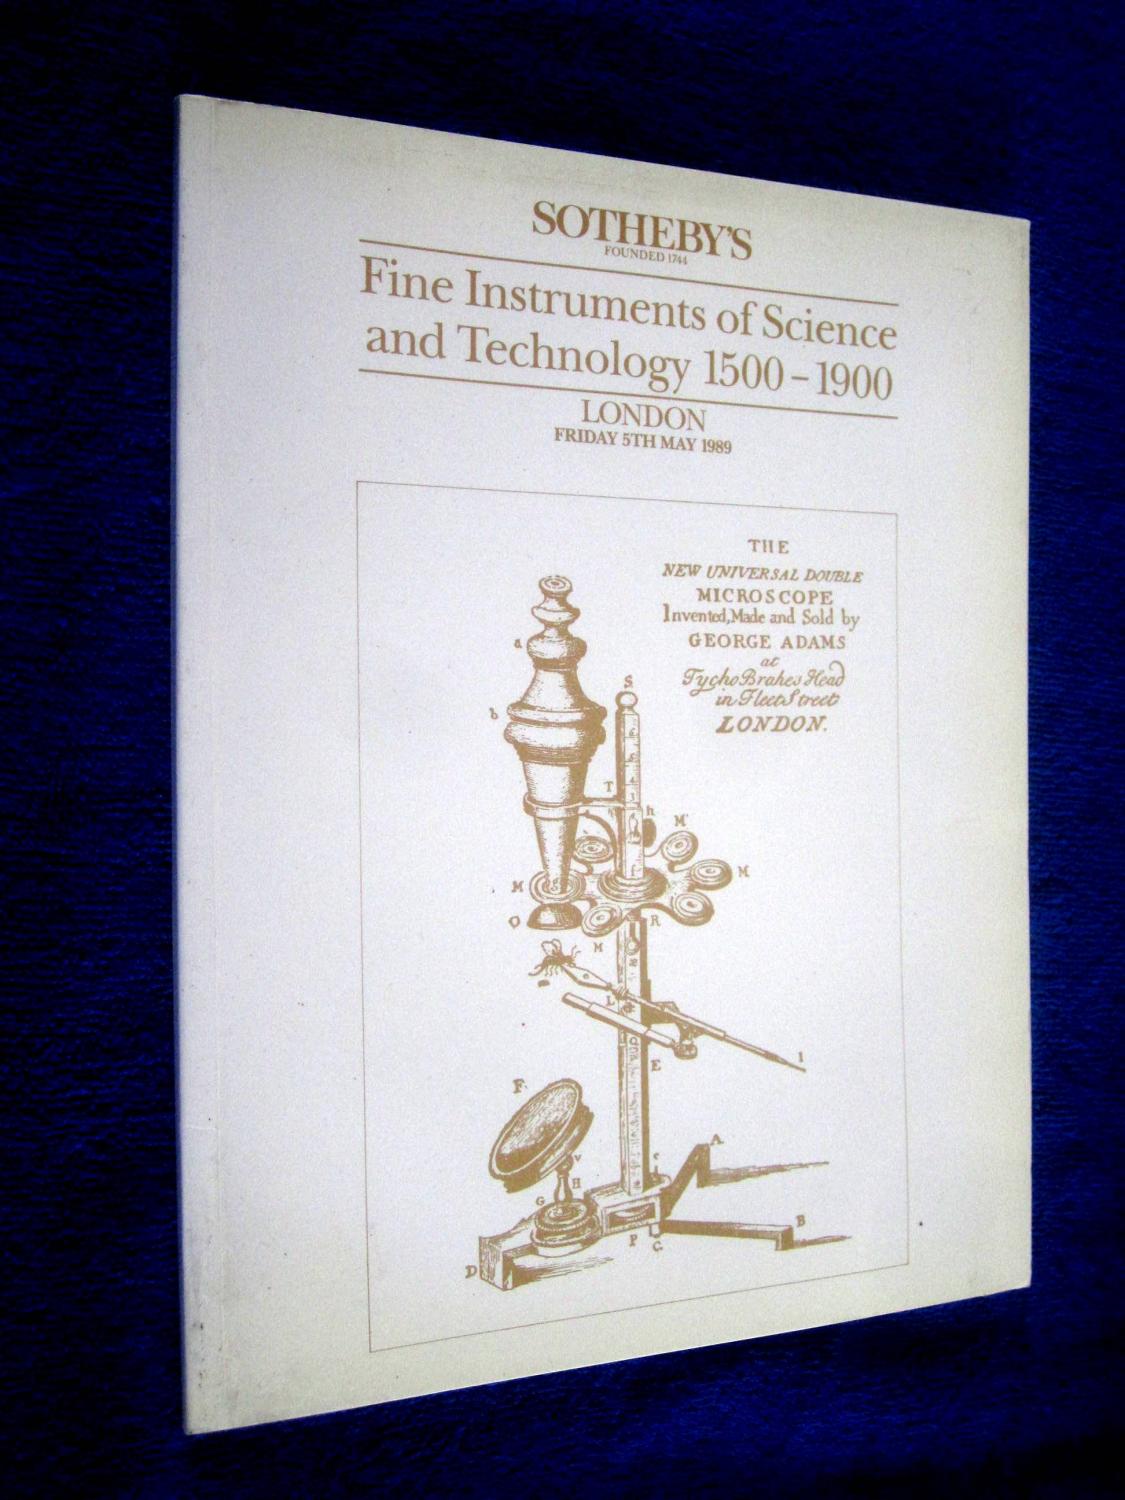 SOTHEBY'S
FOUNDED 1744
Fine Instruments of Science
and Technology 1500–1900
LONDON
FRIDAY 5TH MAY 1989
THE
NEW UNIVERSAL DOUBLE
MICROSCOPE
Invented, Made and Sold by
GEORGE ADAMS
at
Tycho Brahes Head
in Fleet Street
LONDON.
a
S
b
T
h
M
M
M
O
R
M
L
E
F
A
v
H
G
B
P
C
D